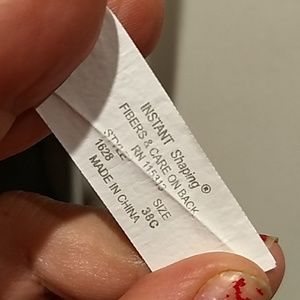 INSTANT Shaping®
FIBERS & CARE ON BACK
RN
STYLE SIZE
1628 38C
MADE IN CHINA